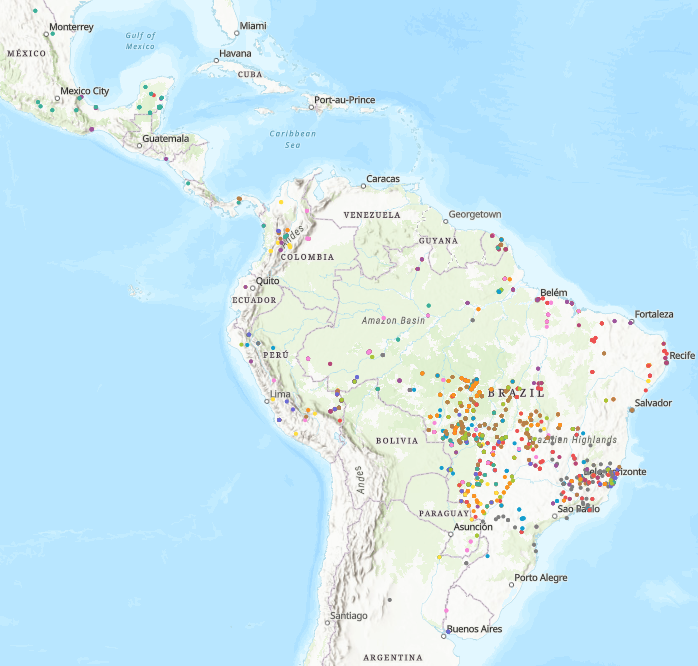 Miami
Monterrey
Gulf of
Mexico
Havana
MÉXICO
CUBA
Mexico City
Port-au-Prince
Guatemala
Caribbean
Sea
Caracas
VENEZUELA
Georgetown
Andes
GUYANA
COLOMBIA
Quito
Belém
ECUADOR
Fortaleza
Amazon Basin
PERÚ
Recife
Lima
BRAZIL
Salvador
BOLIVIA
Brazilian Highlands
Belo Horizonte
Andes
PARAGUAY
Sao Paulo
Asunción
Porto Alegre
Santiago
Buenos Aires
ARGENTINA